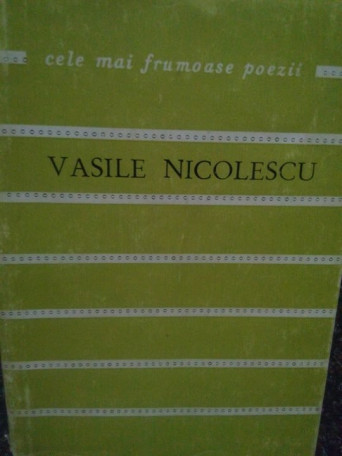 cele mai frumoase poezii
VASILE NICOLESCU